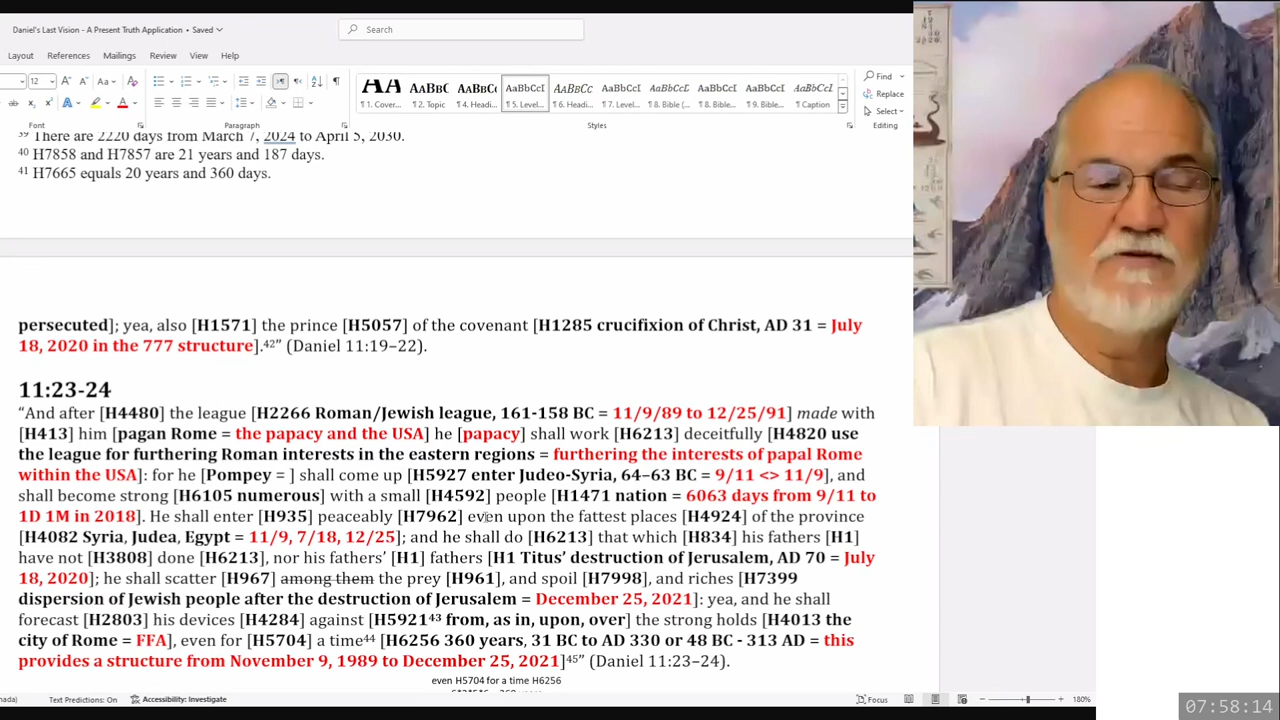 Daniel's Last Vision - A Present Truth Application • Saved
Search
Layout References Mailings Review View Help
12 Aa
AA AaBbC AaBbC AaBbCcI AaBbCc AaBbCcI AaBbCcI AaBbCcI AaBbCcI
¶ 1. Cover... ¶ 2. Topic ¶ 4. Headi... ¶ 5. Level... ¶ 6. Headi... ¶ 7. Level... ¶ 8. Bible (... ¶ 8. Bible... ¶ 9. Bible... ¶ Caption
Find
Replace
Select
Font Paragraph Styles Editing
39 There are 2220 days from March 7, 2024 to April 5, 2030.
40 H7858 and H7857 are 21 years and 187 days.
41 H7665 equals 20 years and 360 days.
persecuted]; yea, also [H1571] the prince [H5057] of the covenant [H1285 crucifixion of Christ, AD 31 = July
18, 2020 in the 777 structure].42” (Daniel 11:19–22).
11:23-24
“And after [H4480] the league [H2266 Roman/Jewish league, 161-158 BC = 11/9/89 to 12/25/91] made with
[H413] him [pagan Rome = the papacy and the USA] he [papacy] shall work [H6213] deceitfully [H4820 use
the league for furthering Roman interests in the eastern regions = furthering the interests of papal Rome
within the USA]: for he [Pompey = ] shall come up [H5927 enter Judeo-Syria, 64–63 BC = 9/11 <> 11/9], and
shall become strong [H6105 numerous] with a small [H4592] people [H1471 nation = 6063 days from 9/11 to
1D 1M in 2018]. He shall enter [H935] peaceably [H7962] even upon the fattest places [H4924] of the province
[H4082 Syria, Judea, Egypt = 11/9, 7/18, 12/25]; and he shall do [H6213] that which [H834] his fathers [H1]
have not [H3808] done [H6213], nor his fathers’ [H1] fathers [H1 Titus’ destruction of Jerusalem, AD 70 = July
18, 2020]; he shall scatter [H967] among them the prey [H961], and spoil [H7998], and riches [H7399
dispersion of Jewish people after the destruction of Jerusalem = December 25, 2021]: yea, and he shall
forecast [H2803] his devices [H4284] against [H592143 from, as in, upon, over] the strong holds [H4013 the
city of Rome = FFA], even for [H5704] a time44 [H6256 360 years, 31 BC to AD 330 or 48 BC - 313 AD = this
provides a structure from November 9, 1989 to December 25, 2021]45” (Daniel 11:23–24).
even H5704 for a time H6256
nada) Text Predictions: On Accessibility: Investigate Focus 180%
07:58:14